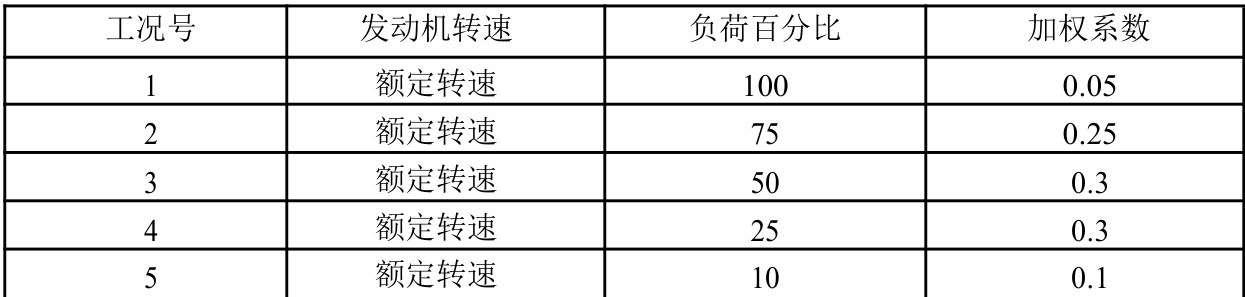 工况号 发动机转速 负荷百分比 加权系数
1 额定转速 100 0.05
2 额定转速 75 0.25
3 额定转速 50 0.3
4 额定转速 25 0.3
5 额定转速 10 0.1